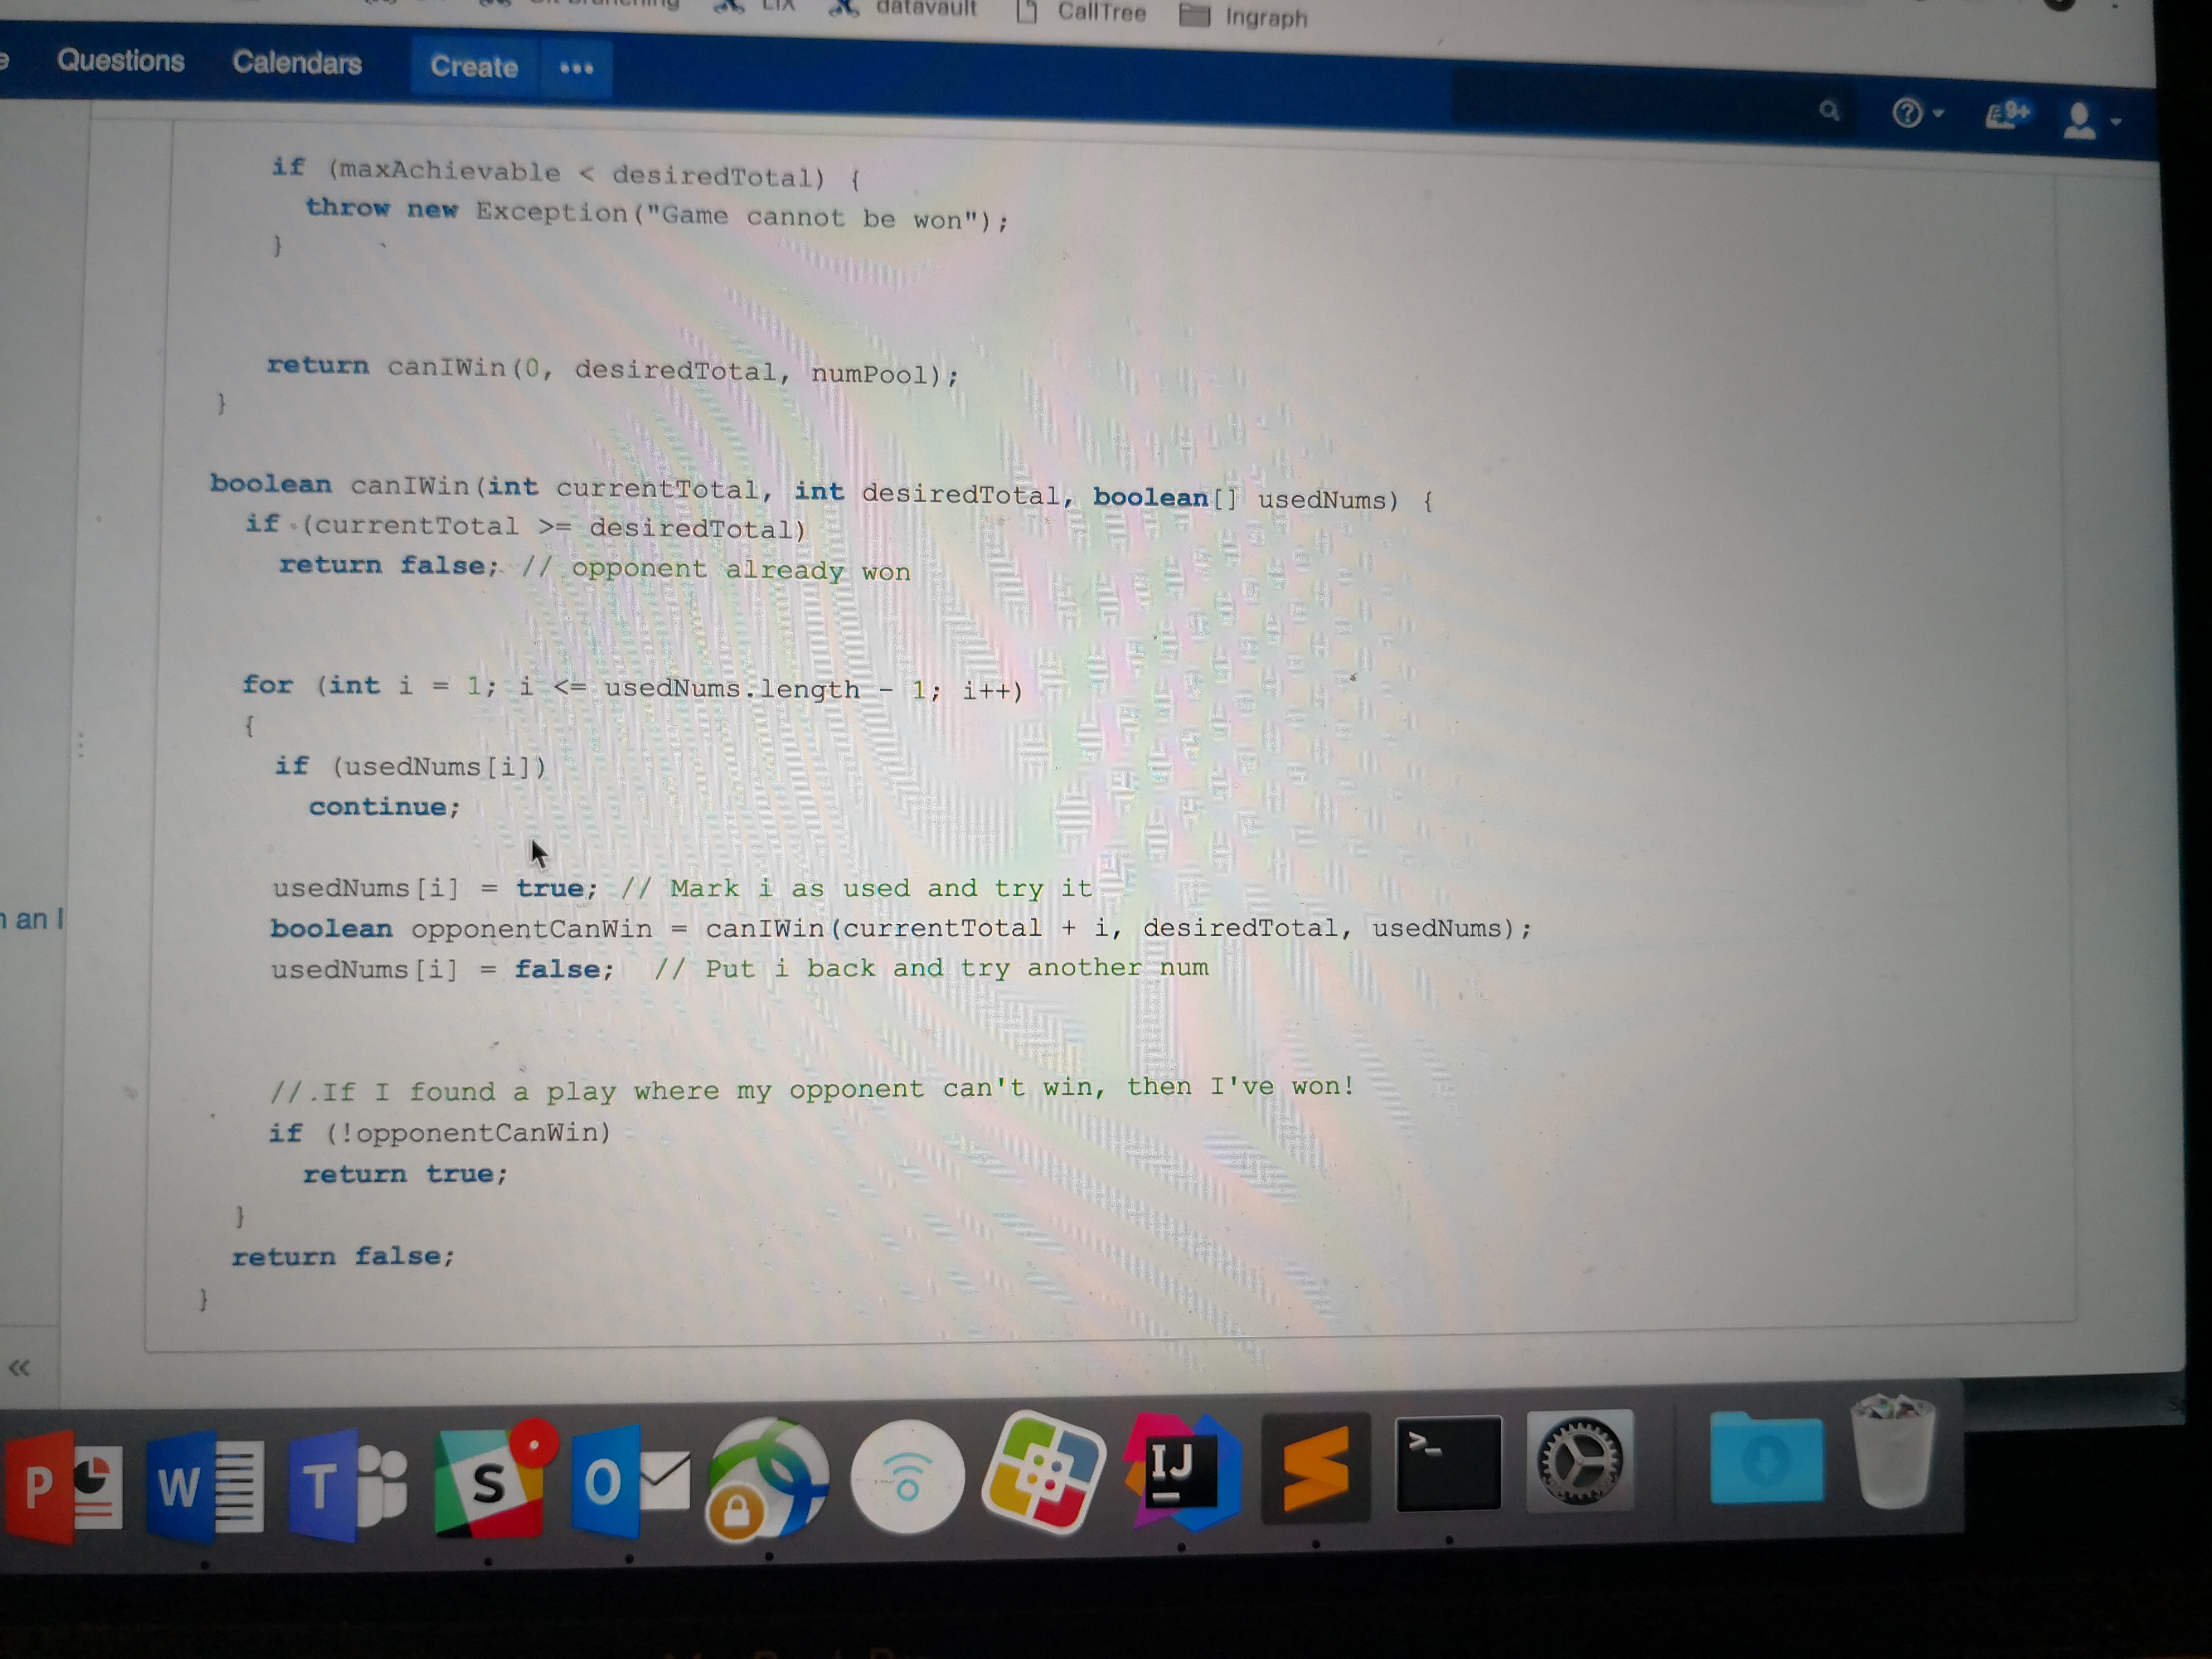 LIX datavault CallTree Ingraph
Questions Calendars Create •••
9+
if (maxAchievable < desiredTotal) {
throw new Exception("Game cannot be won");
}
return canIWin(0, desiredTotal, numPool);
}
boolean canIWin(int currentTotal, int desiredTotal, boolean[] usedNums) {
if (currentTotal >= desiredTotal)
return false; // opponent already won
for (int i = 1; i <= usedNums.length - 1; i++)
{
if (usedNums[i])
continue;
usedNums[i] = true; // Mark i as used and try it
boolean opponentCanWin = canIWin(currentTotal + i, desiredTotal, usedNums);
usedNums[i] = false; // Put i back and try another num
// If I found a play where my opponent can't win, then I've won!
if (!opponentCanWin)
return true;
}
return false;
}
an I
«
P W T S O IJ >_